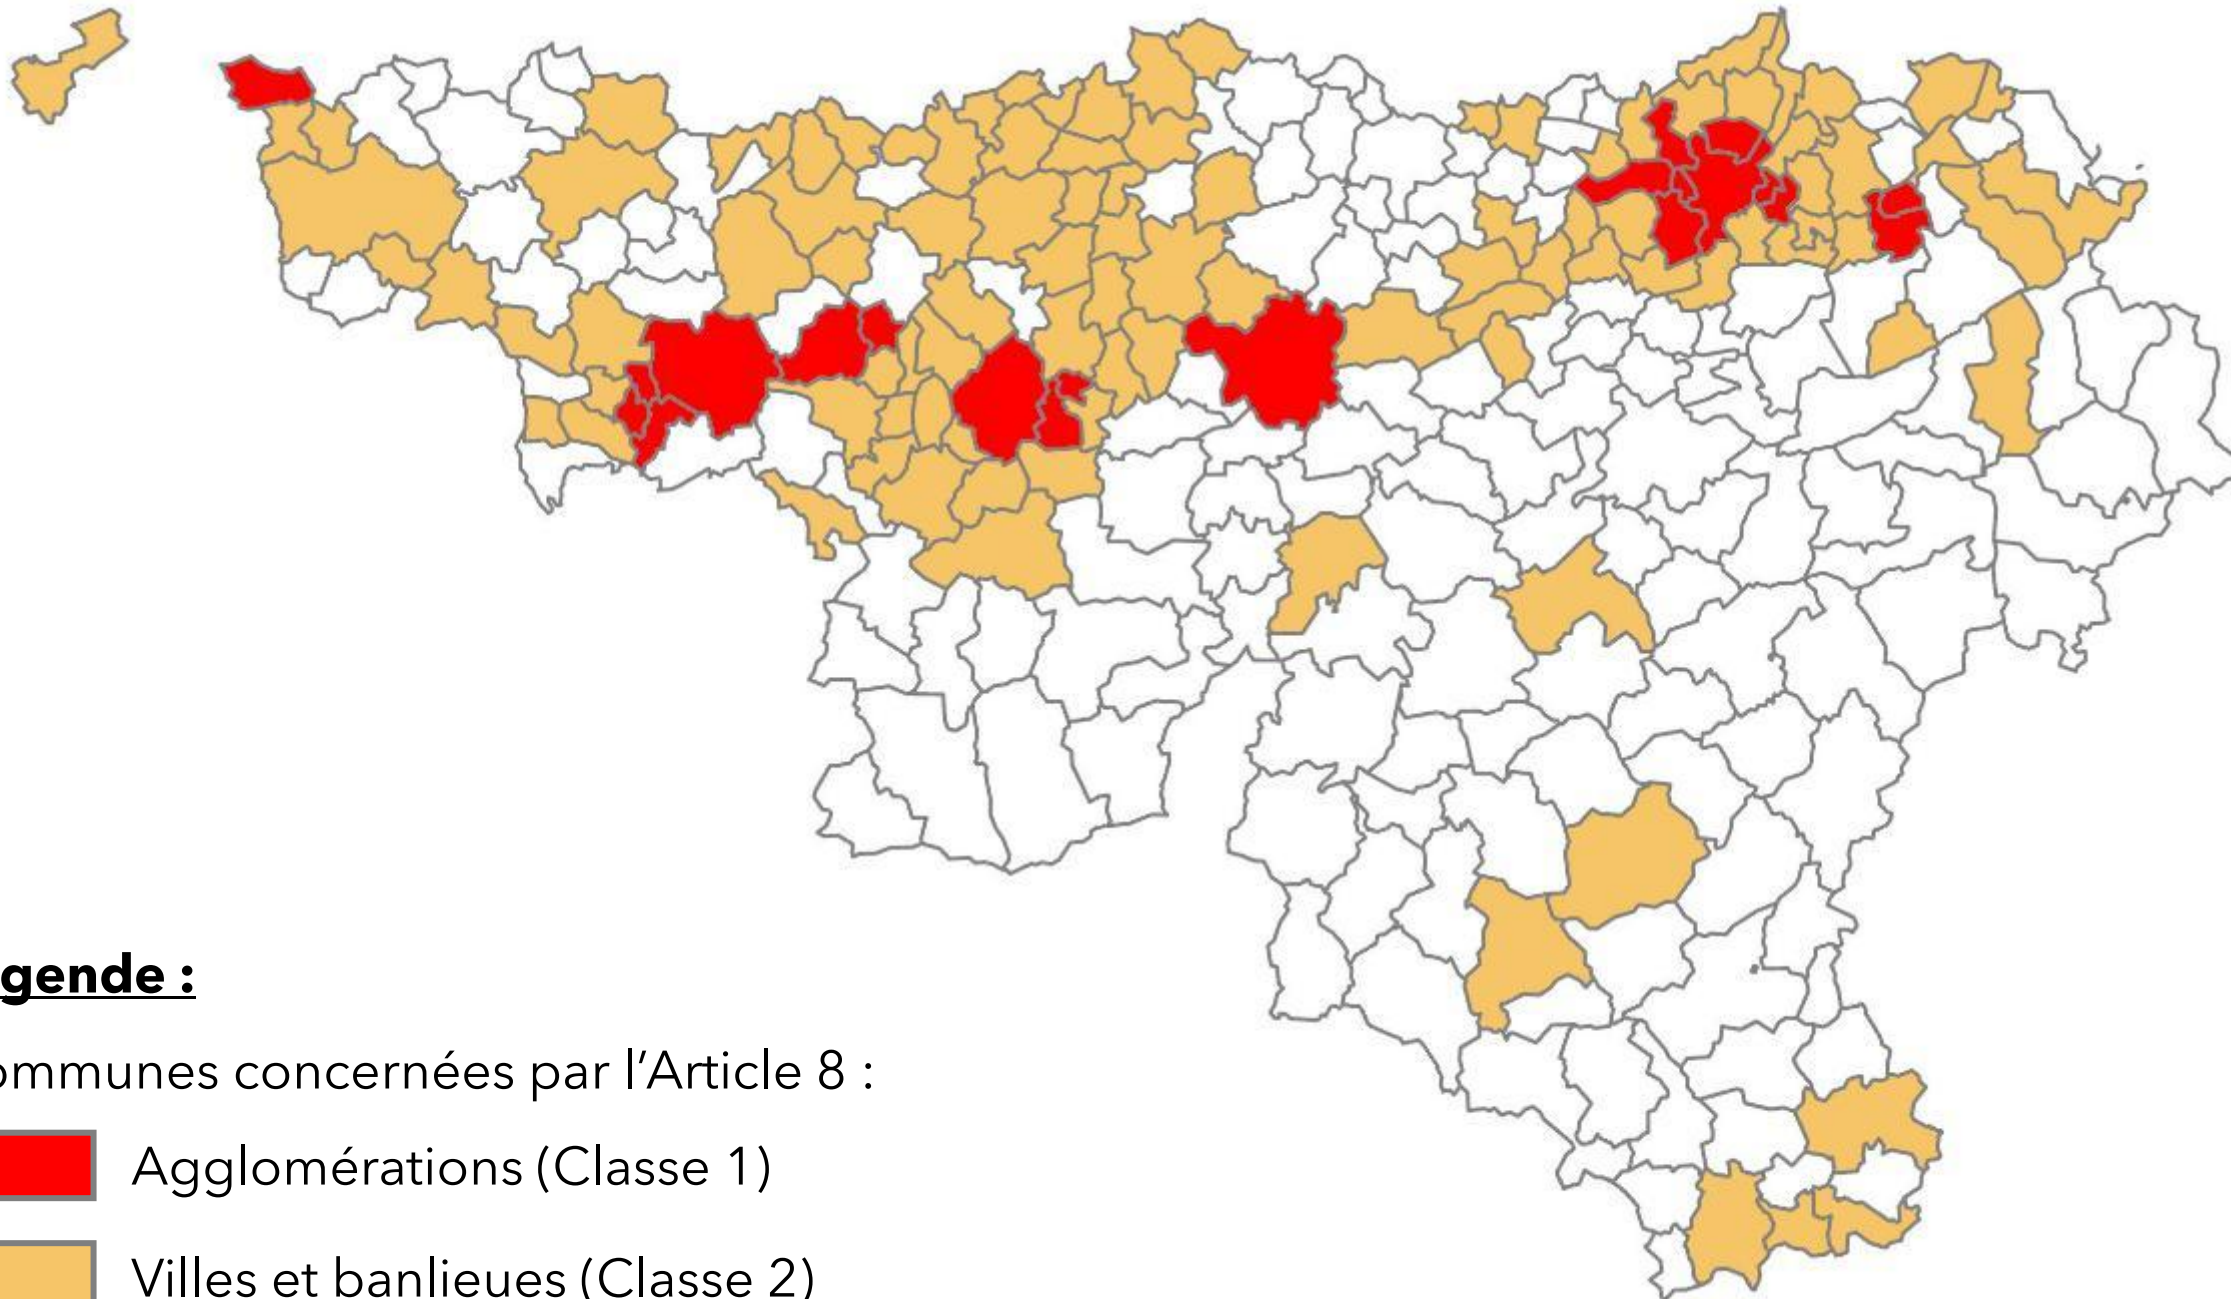 gende :
ommunes concernées par l'Article 8 :
Agglomérations (Classe 1)
Villes et banlieues (Classe 2)